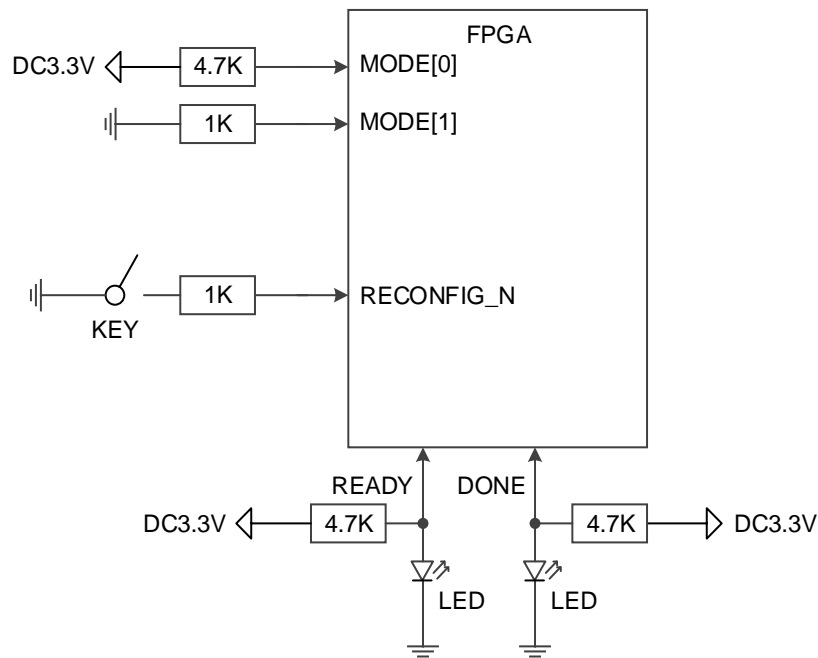 FPGA
DC3.3V
4.7K
MODE[0]
1K
MODE[1]
1K
RECONFIG_N
KEY
READY
DONE
DC3.3V
4.7K
4.7K
DC3.3V
LED
LED